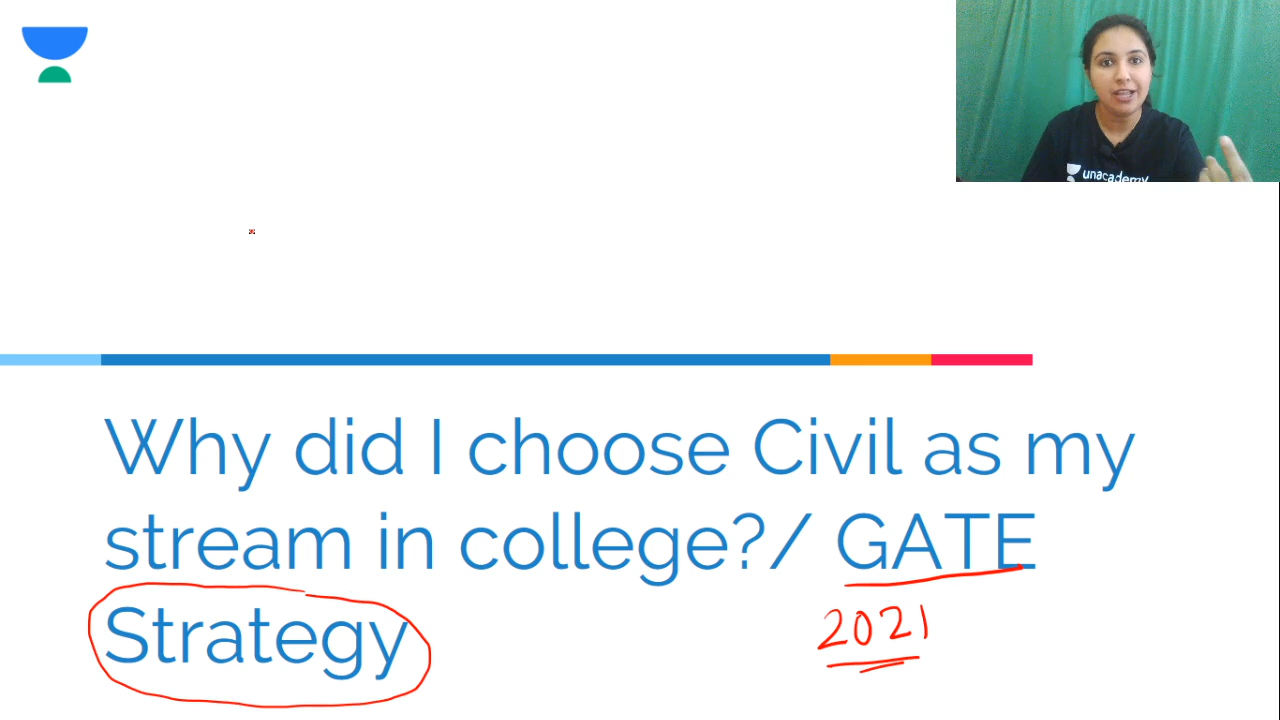 unacademy
Why did I choose Civil as my
stream in college?/ GATE
Strategy
2021